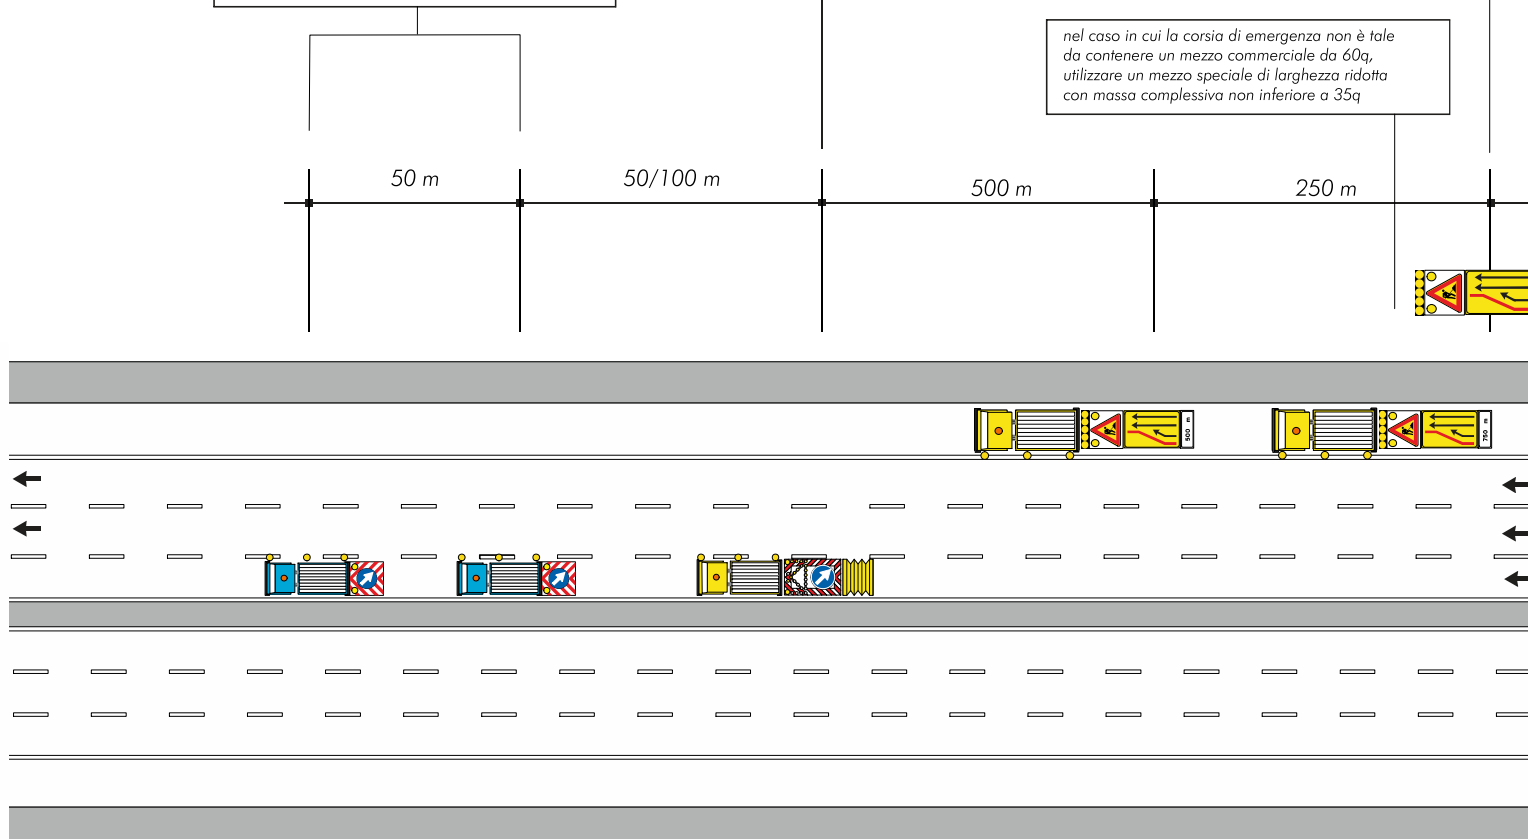 nel caso in cui la corsia di emergenza non è tale
da contenere un mezzo commerciale da 60q,
utilizzare un mezzo speciale di larghezza ridotta
con massa complessiva non inferiore a 35q
50 m
50/100 m
500 m
250 m
500 m
750 m